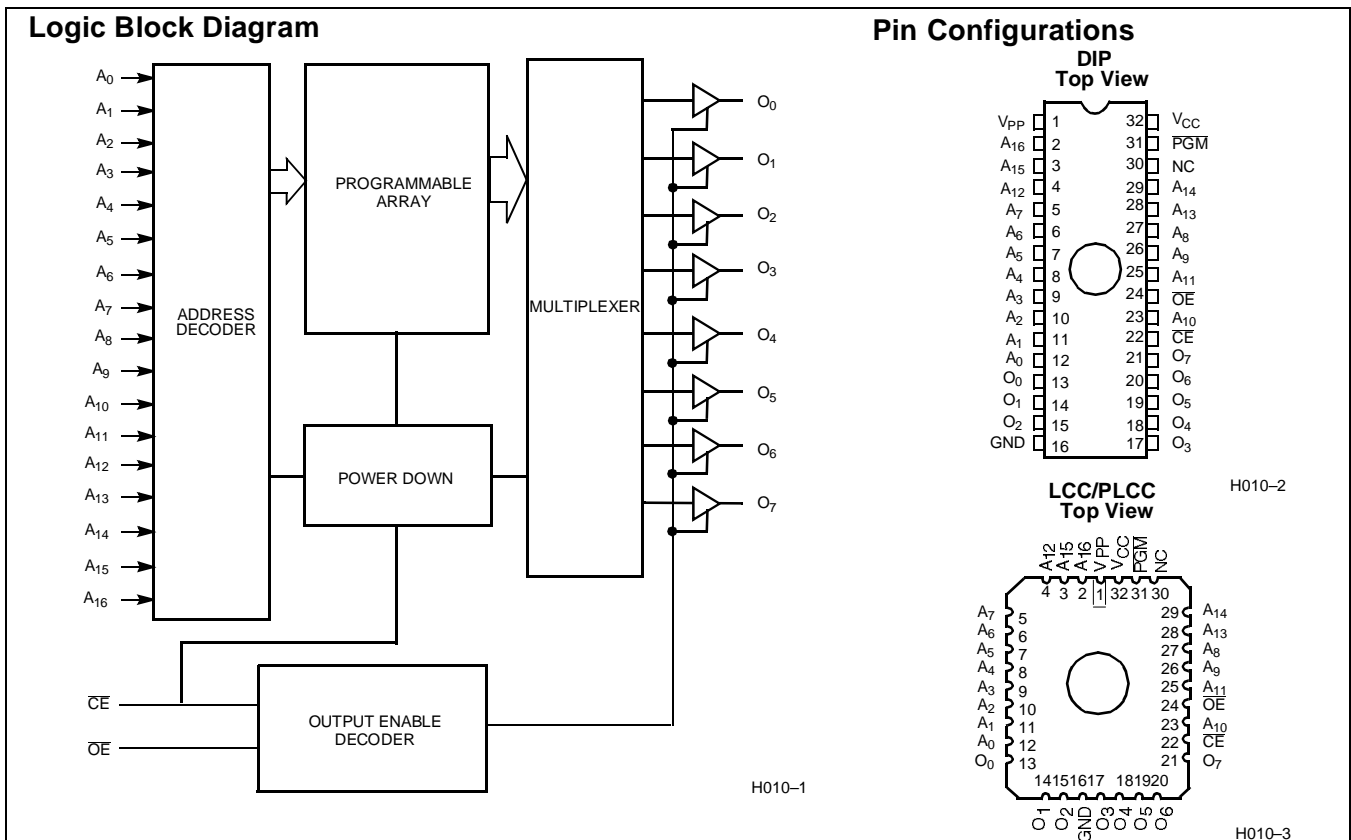 Logic Block Diagram
A0
A1
A2
A3
A4
A5
A6
A7
A8
A9
A10
A11
A12
A13
A14
A15
A16
ADDRESS
DECODER
PROGRAMMABLE
ARRAY
POWER DOWN
MULTIPLEXER
O0
O1
O2
O3
O4
O5
O6
O7
CE
OE
OUTPUT ENABLE
DECODER
H010–1
Pin Configurations
DIP
Top View
VPP 1 32 VCC
A16 2 31 PGM
A15 3 30 NC
A12 4 29 A14
A7 5 28 A13
A6 6 27 A8
A5 7 26 A9
A4 8 25 A11
A3 9 24 OE
A2 10 23 A10
A1 11 22 CE
A0 12 21 O7
O0 13 20 O6
O1 14 19 O5
O2 15 18 O4
GND 16 17 O3
H010–2
LCC/PLCC
Top View
A12 A15 A16 VPP VCC PGM NC
4 3 2 1 32 31 30
A7 5 29 A14
A6 6 28 A13
A5 7 27 A8
A4 8 26 A9
A3 9 25 A11
A2 10 24 OE
A1 11 23 A10
A0 12 22 CE
O0 13 21 O7
14 15 16 17 18 19 20
O1 O2 GND O3 O4 O5 O6
H010–3